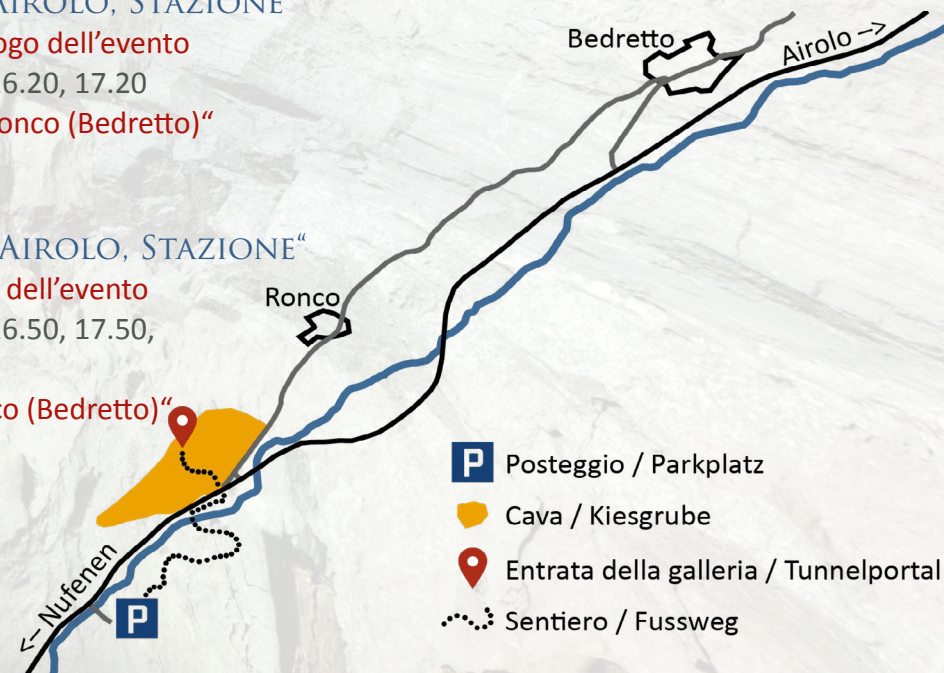 Airolo, Stazione
ogo dell’evento
6.20, 17.20
onco (Bedretto)“
Airolo, Stazione“
dell’evento
6.50, 17.50,
co (Bedretto)“
Bedretto
Airolo -->
Ronco
<-- Nufenen
P
P Posteggio / Parkplatz
Cava / Kiesgrube
Entrata della galleria / Tunnelportal
Sentiero / Fussweg